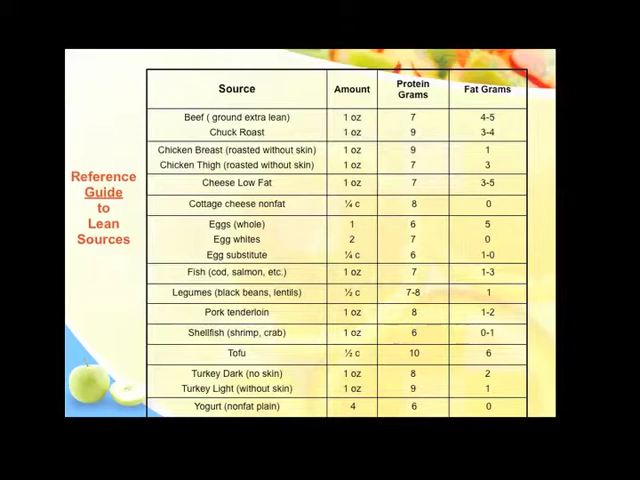 Reference
Guide
to
Lean
Sources
Source Amount Protein Grams Fat Grams
Beef ( ground extra lean) 1 oz 7 4-5
Chuck Roast 1 oz 9 3-4
Chicken Breast (roasted without skin) 1 oz 9 1
Chicken Thigh (roasted without skin) 1 oz 7 3
Cheese Low Fat 1 oz 7 3-5
Cottage cheese nonfat ¼ c 8 0
Eggs (whole) 1 6 5
Egg whites 2 7 0
Egg substitute ¼ c 6 1-0
Fish (cod, salmon, etc.) 1 oz 7 1-3
Legumes (black beans, lentils) ½ c 7-8 1
Pork tenderloin 1 oz 8 1-2
Shellfish (shrimp, crab) 1 oz 6 0-1
Tofu ½ c 10 6
Turkey Dark (no skin) 1 oz 8 2
Turkey Light (without skin) 1 oz 9 1
Yogurt (nonfat plain) 4 6 0